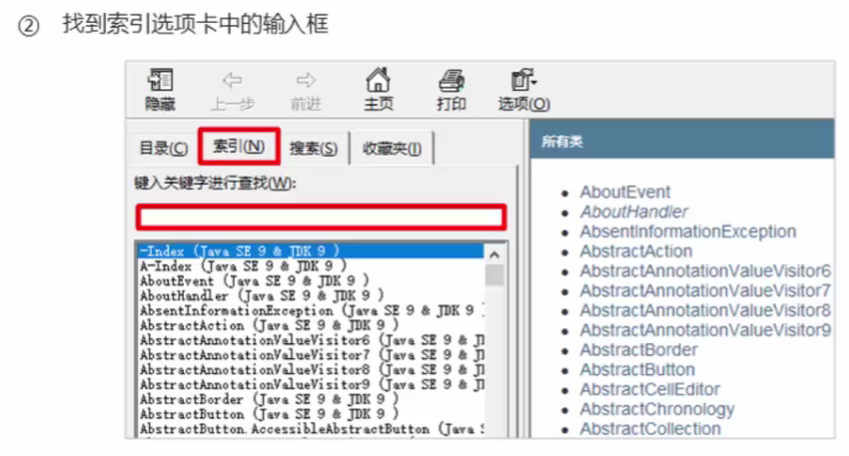 ② 找到索引选项卡中的输入框
隐藏 上一步 前进 主页 打印 选项(O)
目录(C) 索引(N) 搜索(S) 收藏夹(I)
键入关键字进行查找(W):
-Index (Java SE 9 & JDK 9 )
A-Index (Java SE 9 & JDK 9 )
AboutEvent (Java SE 9 & JDK 9 )
AboutHandler (Java SE 9 & JDK 9 )
AbsentInformationException (Java SE 9 & JDK 9
AbstractAction (Java SE 9 & JDK 9 )
AbstractAnnotationValueVisitor6 (Java SE 9 & JD
AbstractAnnotationValueVisitor7 (Java SE 9 & JD
AbstractAnnotationValueVisitor8 (Java SE 9 & JD
AbstractAnnotationValueVisitor9 (Java SE 9 & JD
AbstractBorder (Java SE 9 & JDK 9 )
AbstractButton (Java SE 9 & JDK 9 )
AbstractButton.AccessibleAbstractButton (Java S
所有类
AboutEvent
AboutHandler
AbsentInformationException
AbstractAction
AbstractAnnotationValueVisitor6
AbstractAnnotationValueVisitor7
AbstractAnnotationValueVisitor8
AbstractAnnotationValueVisitor9
AbstractBorder
AbstractButton
AbstractCellEditor
AbstractChronology
AbstractCollection